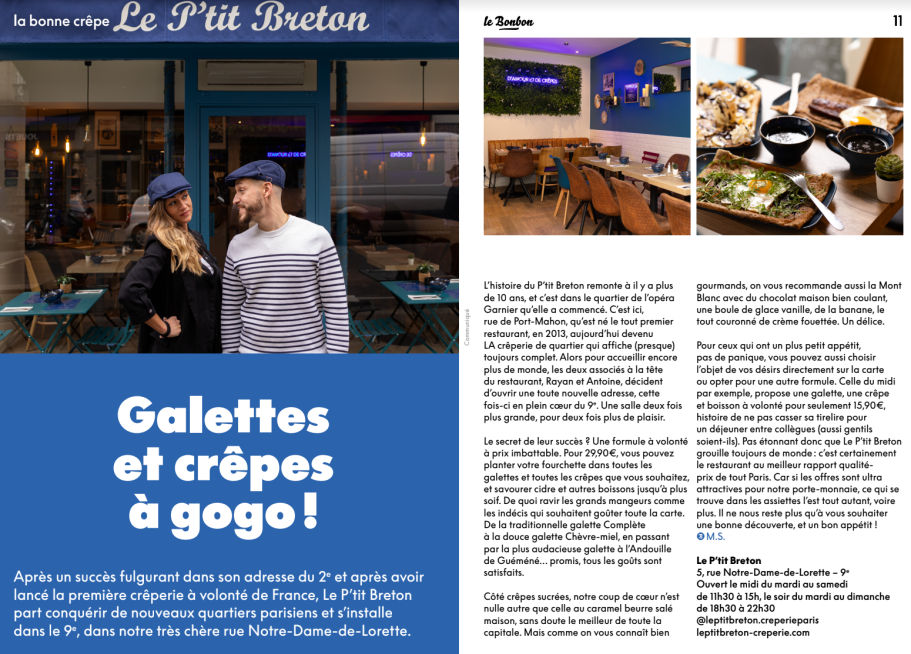 la bonne crêpe
Le P'tit Breton
D'AMOUR ET DE
Galettes
et crêpes
à gogo !
Après un succès fulgurant dans son adresse du 2e et après avoir
lancé la première crêperie à volonté de France, Le P'tit Breton
part conquérir de nouveaux quartiers parisiens et s'installe
dans le 9e, dans notre très chère rue Notre-Dame-de-Lorette.
Communiqué
le Bonbon
11
D'AMOUR ET DE CRÊPES
L'histoire du P'tit Breton remonte à il y a plus
de 10 ans, et c'est dans le quartier de l'opéra
Garnier qu'elle a commencé. C'est ici,
rue de Port-Mahon, qu'est né le tout premier
restaurant, en 2013, aujourd'hui devenu
LA crêperie de quartier qui affiche (presque)
toujours complet. Alors pour accueillir encore
plus de monde, les deux associés à la tête
du restaurant, Rayan et Antoine, décident
d'ouvrir une toute nouvelle adresse, cette
fois-ci en plein cœur du 9e. Une salle deux fois
plus grande, pour deux fois plus de plaisir.
Le secret de leur succès ? Une formule à volonté
à prix imbattable. Pour 29,90€, vous pouvez
planter votre fourchette dans toutes les
galettes et toutes les crêpes que vous souhaitez,
et savourer cidre et autres boissons jusqu'à plus
soif. De quoi ravir les grands mangeurs comme
les indécis qui souhaitent goûter toute la carte.
De la traditionnelle galette Complète
à la douce galette Chèvre-miel, en passant
par la plus audacieuse galette à l'Andouille
de Guéméné... promis, tous les goûts sont
satisfaits.
Côté crêpes sucrées, notre coup de cœur n'est
nulle autre que celle au caramel beurre salé
maison, sans doute le meilleur de toute la
capitale. Mais comme on vous connaît bien
gourmands, on vous recommande aussi la Mont
Blanc avec du chocolat maison bien coulant,
une boule de glace vanille, de la banane, le
tout couronné de crème fouettée. Un délice.
Pour ceux qui ont un plus petit appétit,
pas de panique, vous pouvez aussi choisir
l'objet de vos désirs directement sur la carte
ou opter pour une autre formule. Celle du midi
par exemple, propose une galette, une crêpe
et boisson à volonté pour seulement 15,90€,
histoire de ne pas casser sa tirelire pour
un déjeuner entre collègues (aussi gentils
soient-ils). Pas étonnant donc que Le P'tit Breton
grouille toujours de monde : c'est certainement
le restaurant au meilleur rapport qualité-
prix de tout Paris. Car si les offres sont ultra
attractives pour notre porte-monnaie, ce qui se
trouve dans les assiettes l'est tout autant, voire
plus. Il ne nous reste plus qu'à vous souhaiter
une bonne découverte, et un bon appétit !
M.S.
Le P'tit Breton
5, rue Notre-Dame-de-Lorette – 9e
Ouvert le midi du mardi au samedi
de 11h30 à 15h, le soir du mardi au dimanche
de 18h30 à 22h30
@leptitbreton.creperieparis
leptitbreton-creperie.com